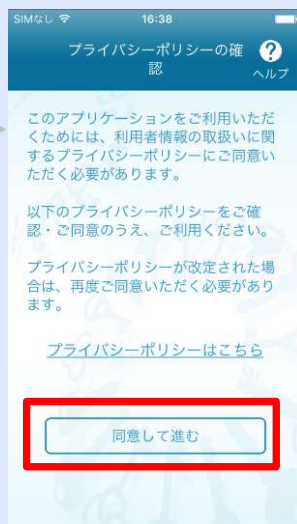 SIMなし 16:38
プライバシーポリシーの確
認
?
ヘルプ
このアプリケーションをご利用いただ
くためには、利用者情報の取扱いに関
するプライバシーポリシーにご同意い
ただく必要があります。
以下のプライバシーポリシーをご確
認・ご同意のうえ、ご利用ください。
プライバシーポリシーが改定された場
合は、再度ご同意いただく必要があり
ます。
プライバシーポリシーはこちら
同意して進む